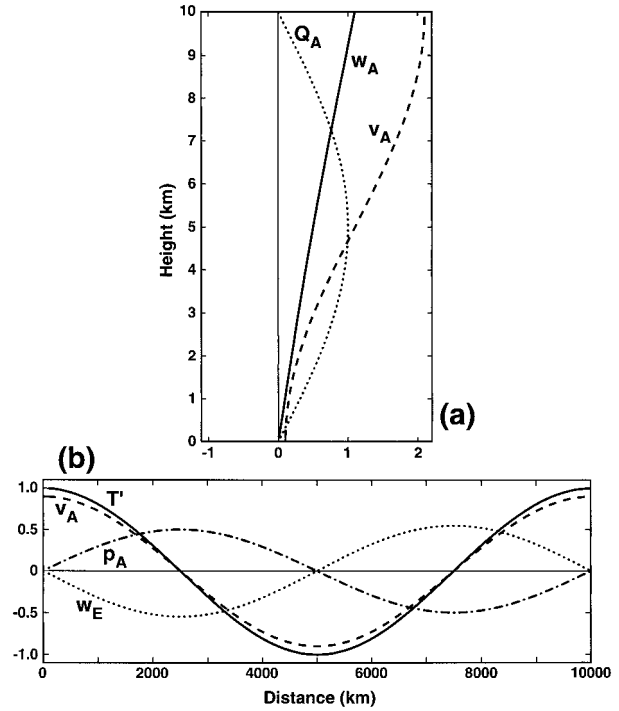 10
9
8
7
6
5
4
3
2
1
0
Height (km)
Q_A
w_A
v_A
(a)
-1 0 1 2
(b)
1.0
0.5
0
-0.5
-1.0
T'
v_A
p_A
w_E
0 2000 4000 6000 8000 10000
Distance (km)